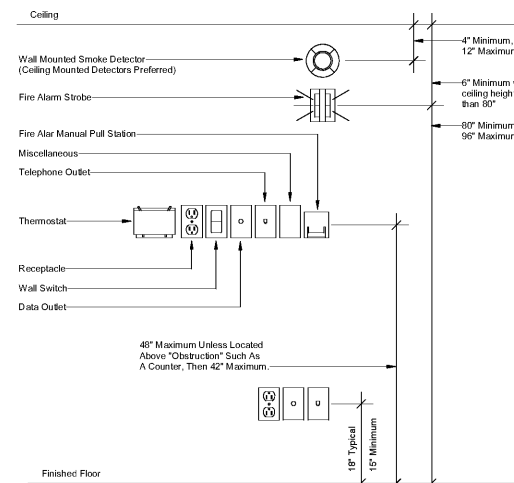 Ceiling
4" Minimum,
12" Maximum
Wall Mounted Smoke Detector
(Ceiling Mounted Detectors Preferred)
6" Minimum
ceiling heigh
than 80"
Fire Alarm Strobe
80" Minimum
96" Maximum
Fire Alar Manual Pull Station
Miscellaneous
Telephone Outlet
Thermostat
Receptacle
Wall Switch
Data Outlet
48" Maximum Unless Located
Above "Obstruction" Such As
A Counter, Then 42" Maximum.
18" Typical
15" Minimum
Finished Floor